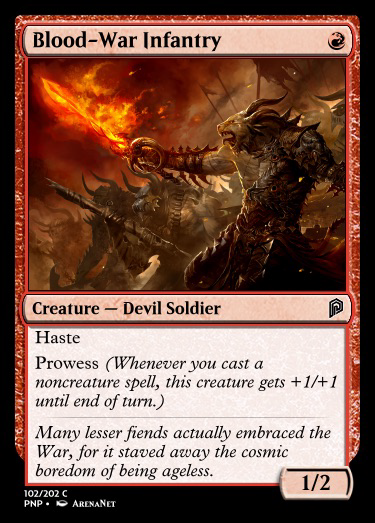 Blood-War Infantry
Creature — Devil Soldier
Haste
Prowess (Whenever you cast a
noncreature spell, this creature gets +1/+1
until end of turn.)
Many lesser fiends actually embraced the
War, for it staved away the cosmic
boredom of being ageless.
1/2
102/202 C
PNP • ArenaNet